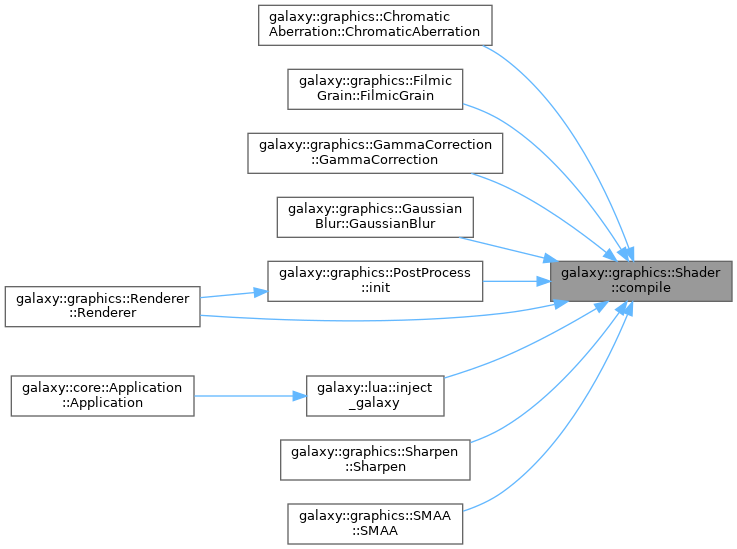 galaxy::graphics::Chromatic
Aberration::ChromaticAberration
galaxy::graphics::Filmic
Grain::FilmicGrain
galaxy::graphics::GammaCorrection
::GammaCorrection
galaxy::graphics::Gaussian
Blur::GaussianBlur
galaxy::graphics::Shader
::compile
galaxy::graphics::PostProcess
::init
galaxy::graphics::Renderer
::Renderer
galaxy::core::Application
::Application
galaxy::lua::inject
_galaxy
galaxy::graphics::Sharpen
::Sharpen
galaxy::graphics::SMAA
::SMAA